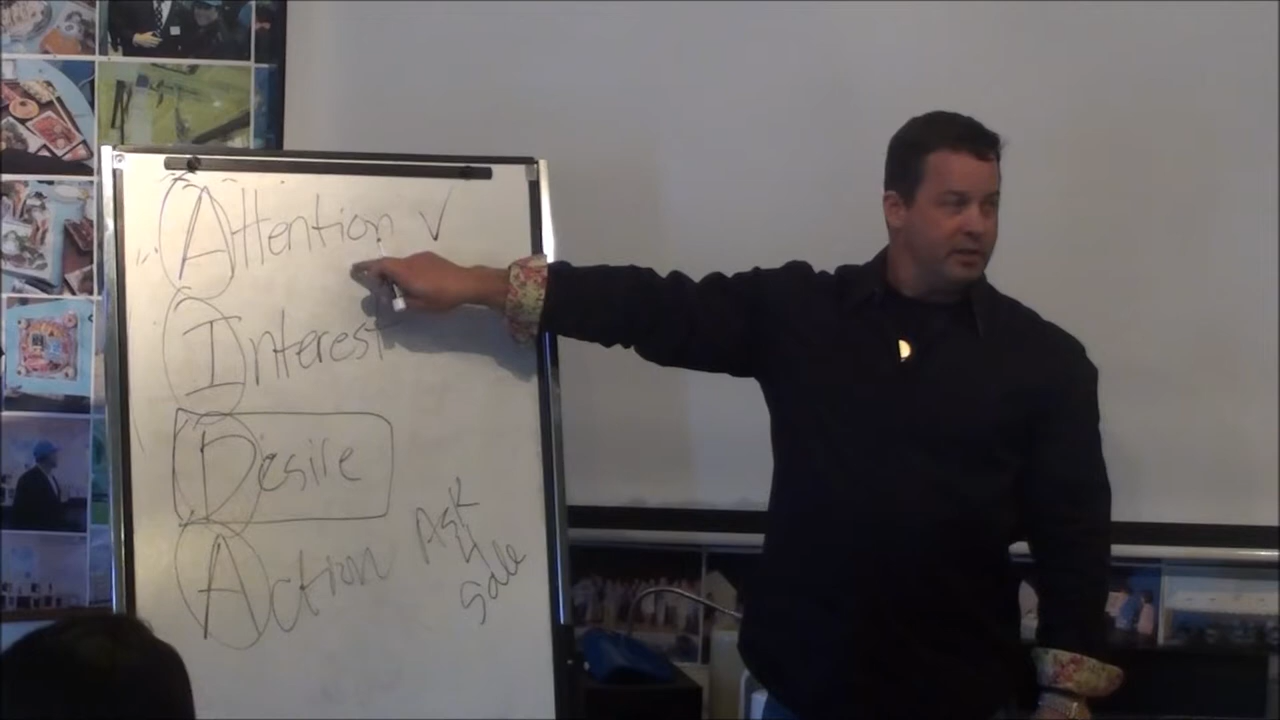 Attention ✓
Interest
Desire
Action
Ask
4
Sale